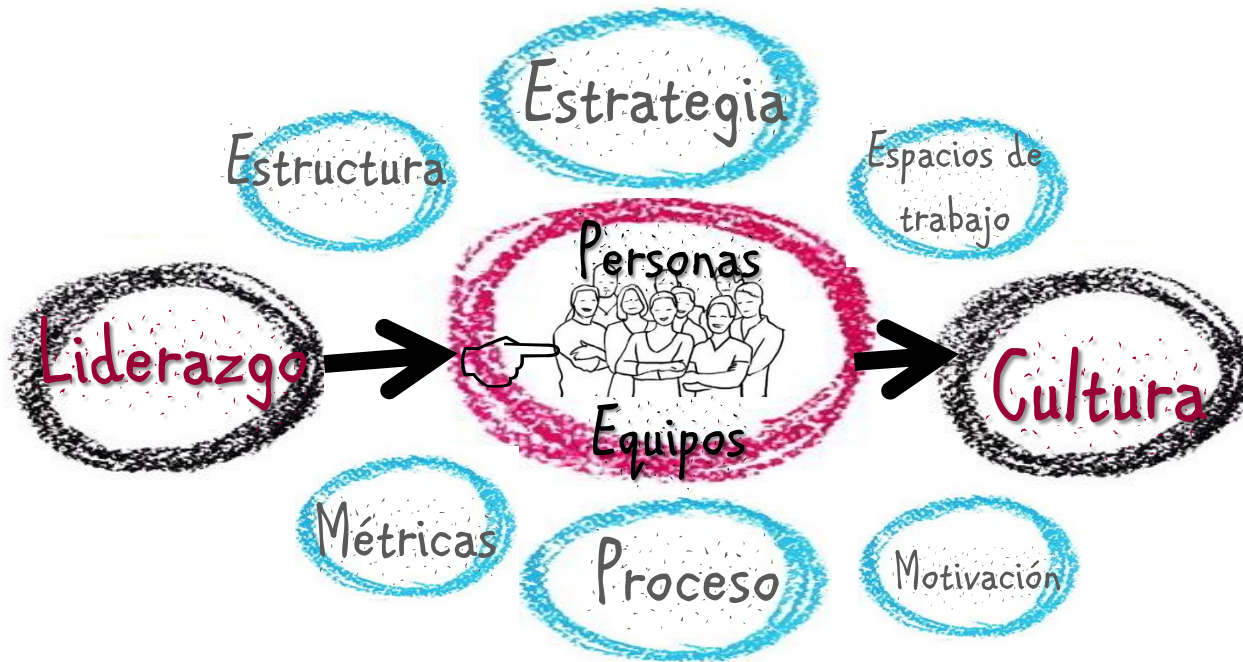 Estrategia
Estructura
Espacios de
trabajo
Personas
Liderazgo
Cultura
Equipos
Métricas
Proceso
Motivación